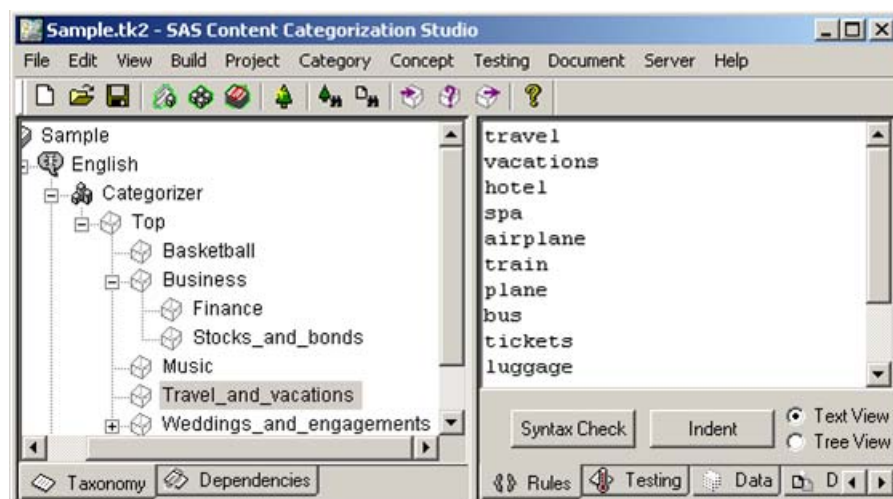 Sample.tk2 - SAS Content Categorization Studio
File Edit View Build Project Category Concept Testing Document Server Help
Sample
English
Categorizer
Top
Basketball
Business
Finance
Stocks_and_bonds
Music
Travel_and_vacations
Weddings_and_engagements
Taxonomy Dependencies
travel
vacations
hotel
spa
airplane
train
plane
bus
tickets
luggage
Syntax Check Indent Text View
Tree View
Rules Testing Data D